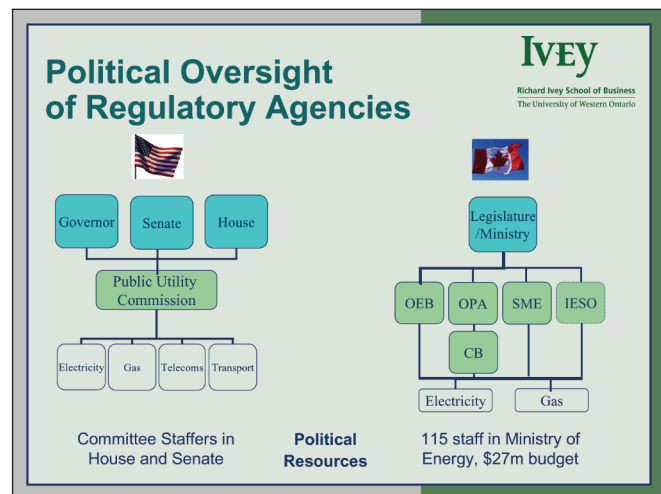 Political Oversight
of Regulatory Agencies
IVEY
Richard Ivey School of Business
The University of Western Ontario
Governor
Senate
House
Public Utility
Commission
Electricity
Gas
Telecoms
Transport
Legislature
/Ministry
OEB
OPA
SME
IESO
CB
Electricity
Gas
Committee Staffers in
House and Senate
Political
Resources
115 staff in Ministry of
Energy, $27m budget